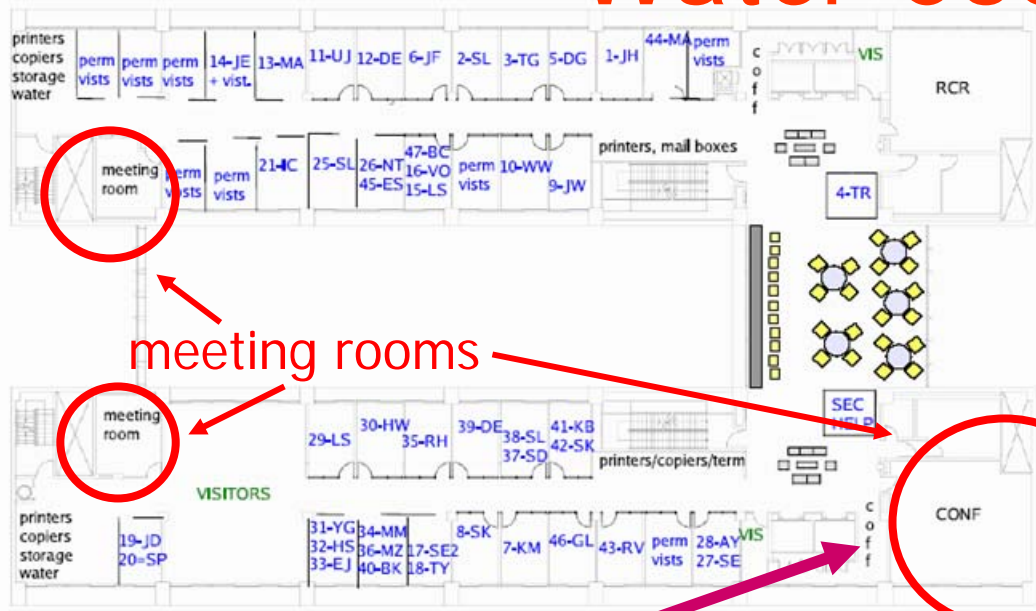 water coo
printers
copiers
storage
water
perm
vists
perm
vists
perm
vists
14-JE
+ vist.
13-MA
11-UJ
12-DE
6-JF
2-SL
3-TG
5-DG
1-JH
44-MA
perm
vists
c
o
f
f
VIS
RCR
meeting
room
perm
vists
perm
vists
21-IC
25-SL
26-NT
45-ES
47-BC
16-VO
15-LS
perm
vists
10-WW
9-JW
printers, mail boxes
4-TR
meeting rooms
meeting
room
VISITORS
29-LS
30-HW
35-RH
39-DE
38-SL
37-SD
41-KB
42-SK
printers/copiers/term
SEC
HELP
printers
copiers
storage
water
19-JD
20=SP
31-YG
32-HS
33-EJ
34-MM
36-MZ
40-BK
17-SE2
18-TY
8-SK
7-KM
46-GL
43-RV
perm
vists
28-AY
27-SE
VIS
c
o
f
f
CONF